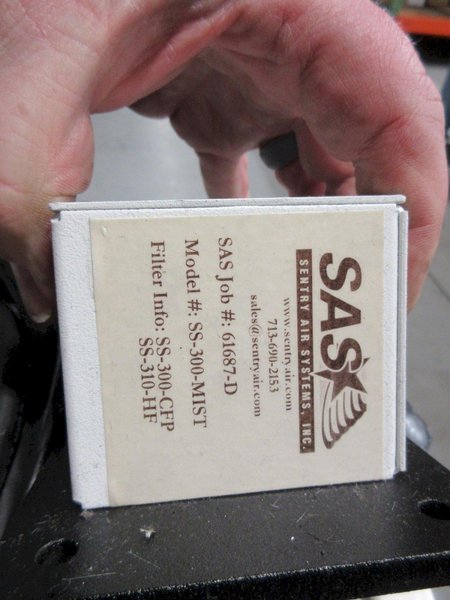 SAS
SENTRY AIR SYSTEMS, INC.
www.sentryair.com
713-690-2153
sales@sentryair.com
SAS Job #: 61687-D
Model #: SS-300-MIST
Filter Info: SS-300-CFP
SS-310-HF